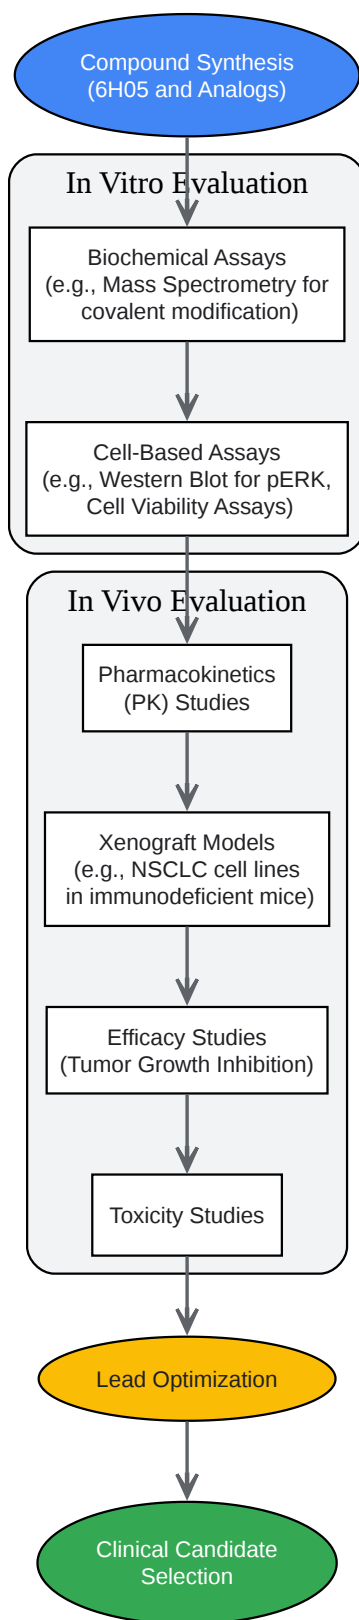 Compound Synthesis
(6H05 and Analogs)
In Vitro Evaluation
Biochemical Assays
(e.g., Mass Spectrometry for
covalent modification)
Cell-Based Assays
(e.g., Western Blot for pERK,
Cell Viability Assays)
In Vivo Evaluation
Pharmacokinetics
(PK) Studies
Xenograft Models
(e.g., NSCLC cell lines
in immunodeficient mice)
Efficacy Studies
(Tumor Growth Inhibition)
Toxicity Studies
Lead Optimization
Clinical Candidate
Selection